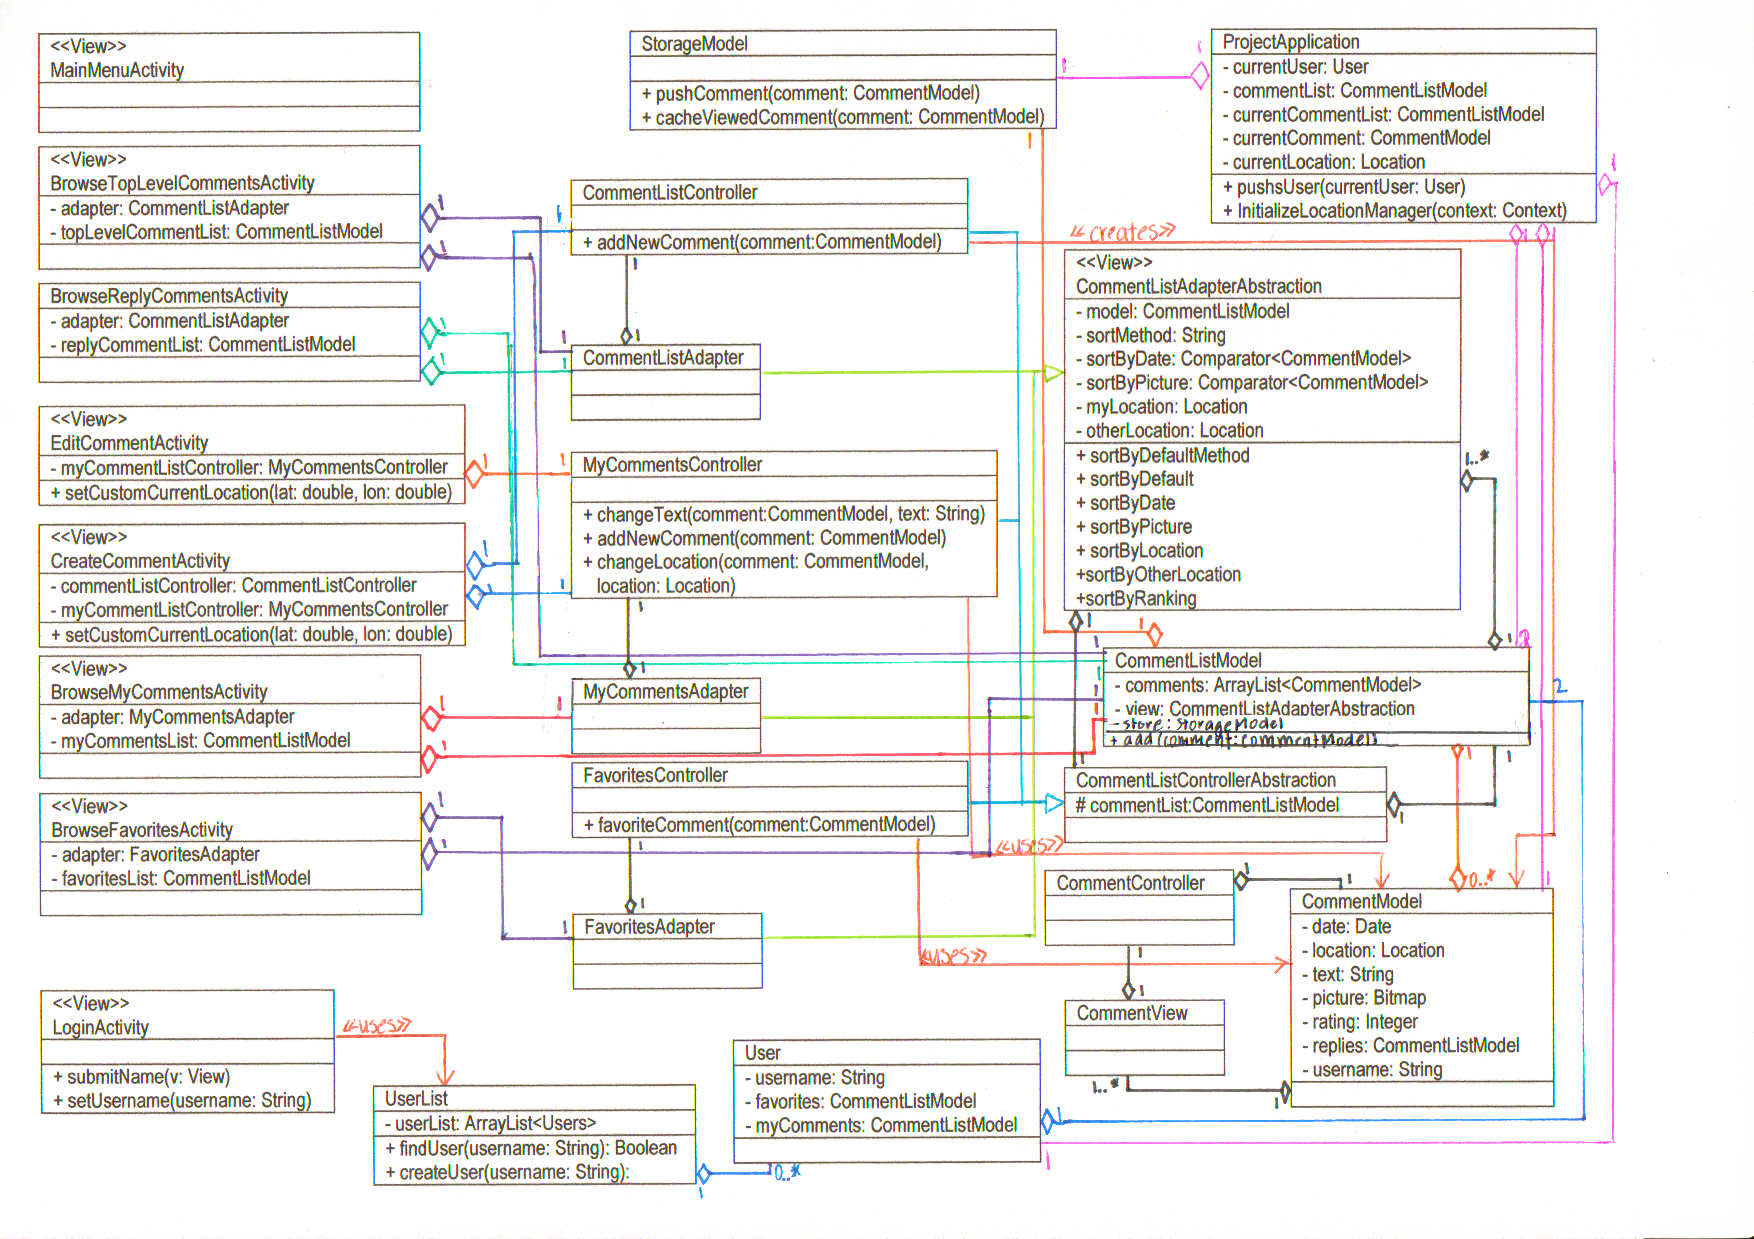 <<View>>
MainMenuActivity
<<View>>
BrowseTopLevelCommentsActivity
- adapter: CommentListAdapter
- topLevelCommentList: CommentListModel
BrowseReplyCommentsActivity
- adapter: CommentListAdapter
- replyCommentList: CommentListModel
<<View>>
EditCommentActivity
- myCommentListController: MyCommentsController
+ setCustomCurrentLocation(lat: double, lon: double)
<<View>>
CreateCommentActivity
- commentListController: CommentListController
- myCommentListController: MyCommentsController
+ setCustomCurrentLocation(lat: double, lon: double)
<<View>>
BrowseMyCommentsActivity
- adapter: MyCommentsAdapter
- myCommentsList: CommentListModel
<<View>>
BrowseFavoritesActivity
- adapter: FavoritesAdapter
- favoritesList: CommentListModel
<<View>>
LoginActivity
+ submitName(v: View)
+ setUsername(username: String)
<<uses>>
UserList
- userList: ArrayList<Users>
+ findUser(username: String): Boolean
+ createUser(username: String):
1
0..*
StorageModel
+ pushComment(comment: CommentModel)
+ cacheViewedComment(comment: CommentModel)
CommentListController
+ addNewComment(comment:CommentModel)
CommentListAdapter
MyCommentsController
+ changeText(comment:CommentModel, text: String)
+ addNewComment(comment: CommentModel)
+ changeLocation(comment: CommentModel,
location: Location)
MyCommentsAdapter
FavoritesController
+ favoriteComment(comment:CommentModel)
FavoritesAdapter
User
- username: String
- favorites: CommentListModel
- myComments: CommentListModel
ProjectApplication
- currentUser: User
- commentList: CommentListModel
- currentCommentList: CommentListModel
- currentComment: CommentModel
- currentLocation: Location
+ pushsUser(currentUser: User)
+ InitializeLocationManager(context: Context)
<<creates>>
<<View>>
CommentListAdapterAbstraction
- model: CommentListModel
- sortMethod: String
- sortByDate: Comparator<CommentModel>
- sortByPicture: Comparator<CommentModel>
- myLocation: Location
- otherLocation: Location
+ sortByDefaultMethod
+ sortByDefault
+ sortByDate
+ sortByPicture
+ sortByLocation
+sortByOtherLocation
+sortByRanking
1..*
CommentListModel
- comments: ArrayList<CommentModel>
- view: CommentListAdapterAbstraction
- store: StorageModel
+ add(comment: CommentModel)
2
CommentListControllerAbstraction
# commentList:CommentListModel
<<uses>>
0..*
CommentController
<<uses>>
CommentView
1..*
CommentModel
- date: Date
- location: Location
- text: String
- picture: Bitmap
- rating: Integer
- replies: CommentListModel
- username: String